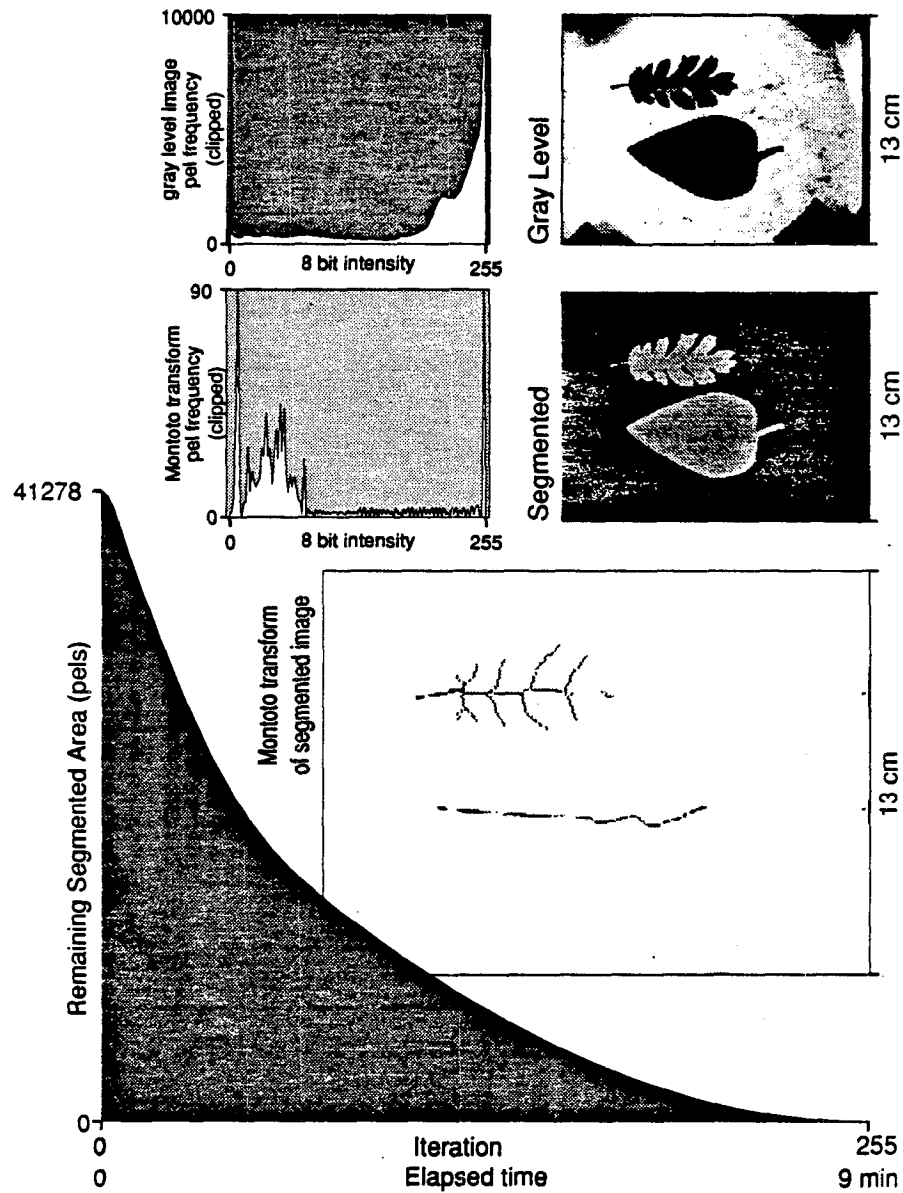 10000
gray level image
pel frequency
(clipped)
0
0
8 bit intensity
255
Gray Level
13 cm
90
Montoto transform
pel frequency
(clipped)
0
0
8 bit intensity
255
Segmented
13 cm
41278
Remaining Segmented Area (pels)
0
Montoto transform
of segmented image
13 cm
0
Iteration
255
0
Elapsed time
9 min